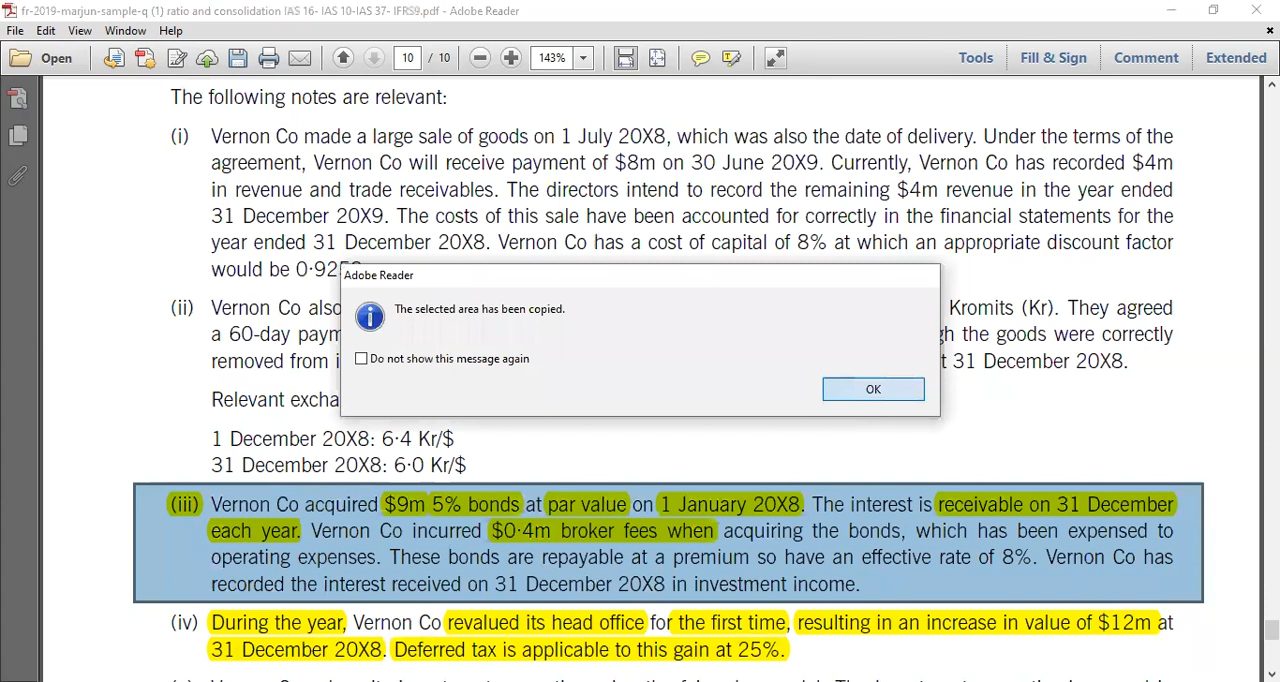 fr-2019-marjun-sample-q (1) ratio and consolidation IAS 16- IAS 10-IAS 37- IFRS9.pdf - Adobe Reader
File Edit View Window Help
Open 10 / 10 143% Tools Fill & Sign Comment Extended
The following notes are relevant:
(i) Vernon Co made a large sale of goods on 1 July 20X8, which was also the date of delivery. Under the terms of the
agreement, Vernon Co will receive payment of $8m on 30 June 20X9. Currently, Vernon Co has recorded $4m
in revenue and trade receivables. The directors intend to record the remaining $4m revenue in the year ended
31 December 20X9. The costs of this sale have been accounted for correctly in the financial statements for the
year ended 31 December 20X8. Vernon Co has a cost of capital of 8% at which an appropriate discount factor
would be
Adobe Reader
The selected area has been copied.
Do not show this message again
OK
(ii) Vernon Co Kromits (Kr). They agreed
a 60-day the goods were correctly
removed from 31 December 20X8.
Relevant
1 December 20X8: 6·4 Kr/$
31 December 20X8: 6·0 Kr/$
(iii) Vernon Co acquired $9m 5% bonds at par value on 1 January 20X8. The interest is receivable on 31 December
each year. Vernon Co incurred $0·4m broker fees when acquiring the bonds, which has been expensed to
operating expenses. These bonds are repayable at a premium so have an effective rate of 8%. Vernon Co has
recorded the interest received on 31 December 20X8 in investment income.
(iv) During the year, Vernon Co revalued its head office for the first time, resulting in an increase in value of $12m at
31 December 20X8. Deferred tax is applicable to this gain at 25%.